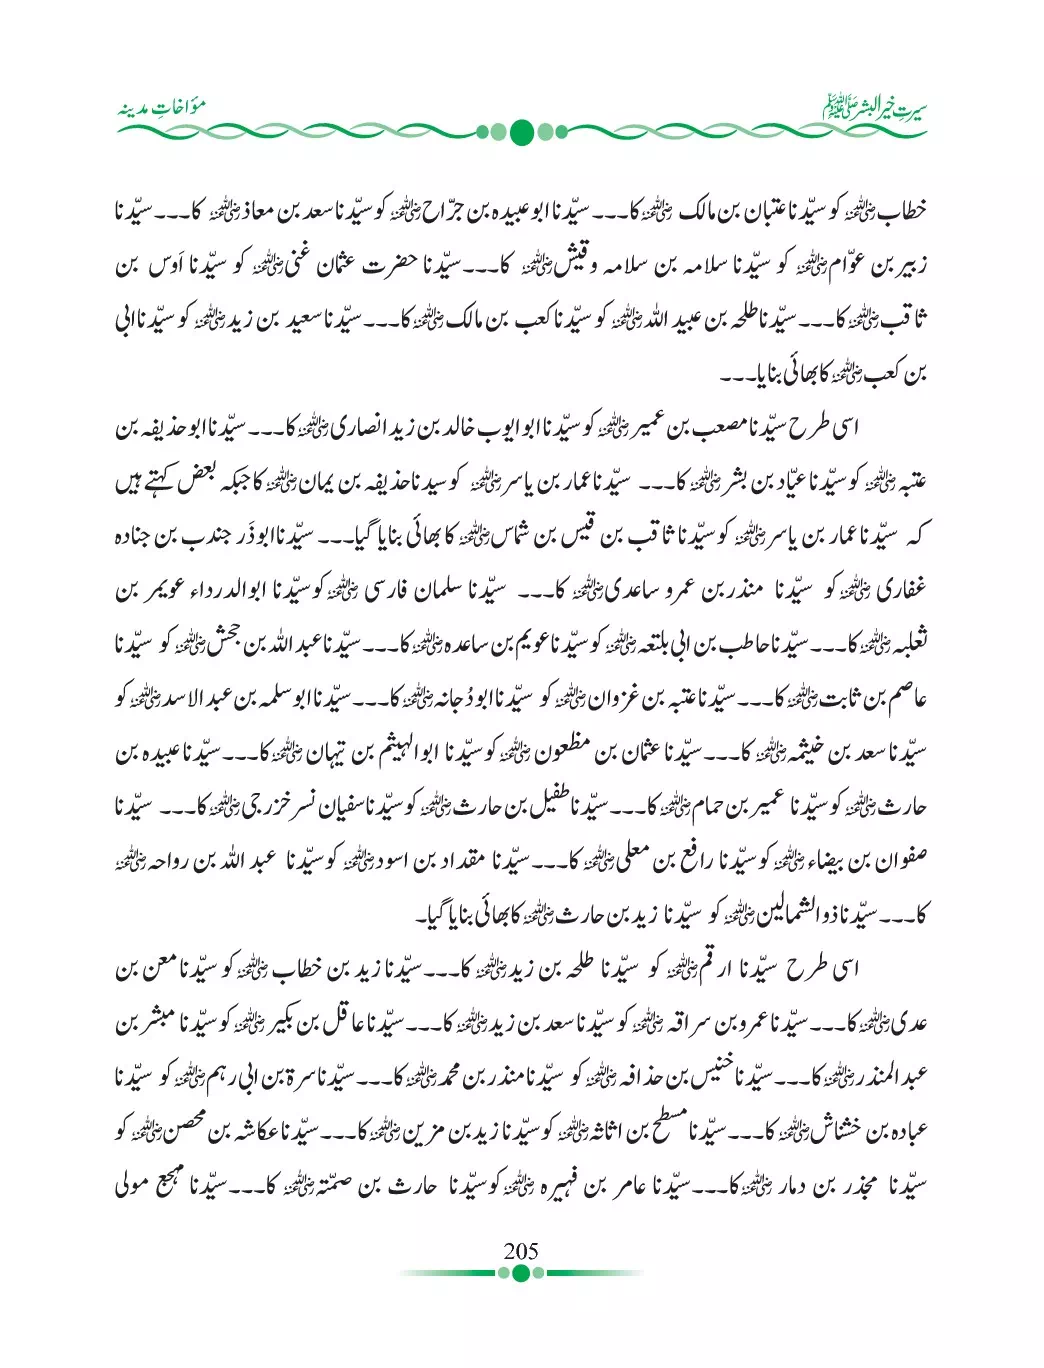 سیرتِ خیر البشر ﷺ
مؤاخاتِ مدینہ
خطاب رضی اللہ عنہ کو سیّدنا عتبان بن مالک رضی اللہ عنہ کا۔۔۔ سیّدنا ابو عبیدہ بن جرّاح رضی اللہ عنہ کو سیّدنا سعد بن معاذ رضی اللہ عنہ کا۔۔۔ سیّدنا
زبیر بن عوّام رضی اللہ عنہ کو سیّدنا سلامہ بن سلامہ وقیش رضی اللہ عنہ کا۔۔۔ سیّدنا حضرت عثمان غنی رضی اللہ عنہ کو سیّدنا اَوس بن
ثاقب رضی اللہ عنہ کا۔۔۔ سیّدنا طلحہ بن عبید اللہ رضی اللہ عنہ کو سیّدنا کعب بن مالک رضی اللہ عنہ کا۔۔۔ سیّدنا سعید بن زید رضی اللہ عنہ کو سیّدنا ابی
بن کعب رضی اللہ عنہ کا بھائی بنایا۔۔۔
اسی طرح سیّدنا مصعب بن عمیر رضی اللہ عنہ کو سیّدنا ابو ایوب خالد بن زید انصاری رضی اللہ عنہ کا۔۔۔ سیّدنا ابو حذیفہ بن
عتبہ رضی اللہ عنہ کو سیّدنا عبّاد بن بشر رضی اللہ عنہ کا۔۔۔ سیّدنا عمار بن یاسر رضی اللہ عنہ کو سیدنا حذیفہ بن یمان رضی اللہ عنہ کا جبکہ بعض کہتے ہیں
کہ سیّدنا عمار بن یاسر رضی اللہ عنہ کو سیّدنا ثاقب بن قیس بن شماس رضی اللہ عنہ کا بھائی بنایا گیا۔۔۔ سیّدنا ابو ذَر جندب بن جنادہ
غفاری رضی اللہ عنہ کو سیّدنا منذر بن عمرو ساعدی رضی اللہ عنہ کا۔۔۔ سیّدنا سلمان فارسی رضی اللہ عنہ کو سیّدنا ابوالدرداء عویمر بن
ثعلبہ رضی اللہ عنہ کا۔۔۔ سیّدنا حاطب بن ابی بلتعہ رضی اللہ عنہ کو سیّدنا عویم بن ساعدہ رضی اللہ عنہ کا۔۔۔ سیّدنا عبد اللہ بن جحش رضی اللہ عنہ کو سیّدنا
عاصم بن ثابت رضی اللہ عنہ کا۔۔۔ سیّدنا عتبہ بن غزوان رضی اللہ عنہ کو سیّدنا ابو دُجانہ رضی اللہ عنہ کا۔۔۔ سیّدنا ابو سلمہ بن عبد الاسد رضی اللہ عنہ کو
سیّدنا سعد بن خیثمہ رضی اللہ عنہ کا۔۔۔ سیّدنا عثمان بن مظعون رضی اللہ عنہ کو سیّدنا ابوالہیثم بن تیہان رضی اللہ عنہ کا۔۔۔ سیّدنا عبیدہ بن
حارث رضی اللہ عنہ کو سیّدنا عمیر بن حمام رضی اللہ عنہ کا۔۔۔ سیّدنا طفیل بن حارث رضی اللہ عنہ کو سیّدنا سفیان نسر خزرجی رضی اللہ عنہ کا۔۔۔ سیّدنا
صفوان بن بیضاء رضی اللہ عنہ کو سیّدنا رافع بن معلی رضی اللہ عنہ کا۔۔۔ سیّدنا مقداد بن اسود رضی اللہ عنہ کو سیّدنا عبد اللہ بن رواحہ رضی اللہ عنہ
کا۔۔۔ سیّدنا ذوالشمالین رضی اللہ عنہ کو سیّدنا زید بن حارث رضی اللہ عنہ کا بھائی بنایا گیا۔
اسی طرح سیّدنا ارقم رضی اللہ عنہ کو سیّدنا طلحہ بن زید رضی اللہ عنہ کا۔۔۔ سیّدنا زید بن خطاب رضی اللہ عنہ کو سیّدنا معن بن
عدی رضی اللہ عنہ کا۔۔۔ سیّدنا عمرو بن سراقہ رضی اللہ عنہ کو سیّدنا سعد بن زید رضی اللہ عنہ کا۔۔۔ سیّدنا عاقل بن بکیر رضی اللہ عنہ کو سیّدنا مبشر بن
عبد المنذر رضی اللہ عنہ کا۔۔۔ سیّدنا خنیس بن حذافہ رضی اللہ عنہ کو سیّدنا منذر بن محمد رضی اللہ عنہ کا۔۔۔ سیّدنا سرۃ بن ابی رہم رضی اللہ عنہ کو سیّدنا
عبادہ بن خشناش رضی اللہ عنہ کا۔۔۔ سیّدنا مسطح بن اثاثہ رضی اللہ عنہ کو سیّدنا زید بن مزین رضی اللہ عنہ کا۔۔۔ سیّدنا عکاشہ بن محصن رضی اللہ عنہ کو
سیّدنا مجذر بن دمار رضی اللہ عنہ کا۔۔۔ سیّدنا عامر بن فہیرہ رضی اللہ عنہ کو سیّدنا حارث بن صمّتہ رضی اللہ عنہ کا۔۔۔ سیّدنا مہجع مولی
205